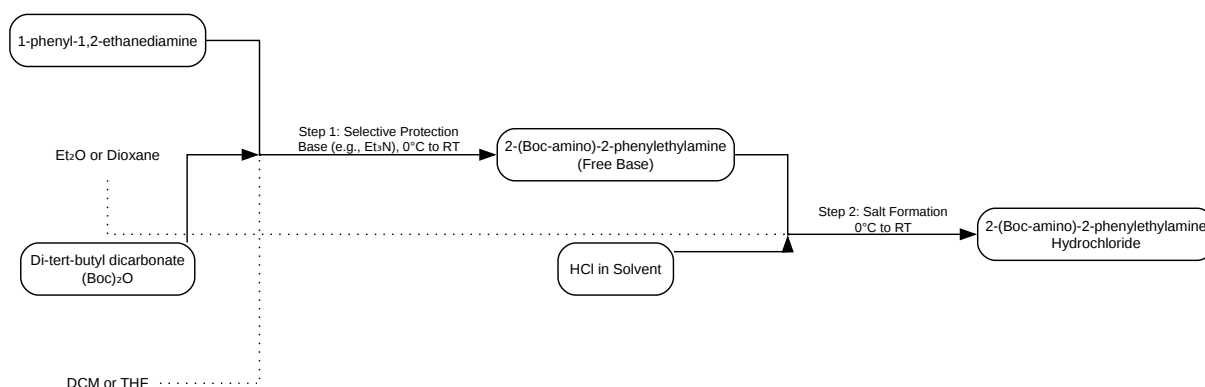 1-phenyl-1,2-ethanediamine
Step 1: Selective Protection
Base (e.g., Et₃N), 0°C to RT
Et₂O or Dioxane
2-(Boc-amino)-2-phenylethylamine
(Free Base)
Step 2: Salt Formation
0°C to RT
2-(Boc-amino)-2-phenylethylamine
Hydrochloride
Di-tert-butyl dicarbonate
(Boc)₂O
HCl in Solvent
DCM or THF